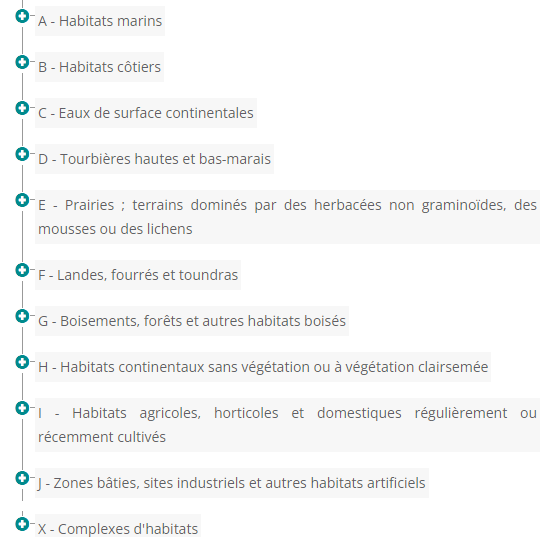 A - Habitats marins
B - Habitats côtiers
C - Eaux de surface continentales
D - Tourbières hautes et bas-marais
E - Prairies ; terrains dominés par des herbacées non graminoïdes, des
mousses ou des lichens
F - Landes, fourrés et toundras
G - Boisements, forêts et autres habitats boisés
H - Habitats continentaux sans végétation ou à végétation clairsemée
I - Habitats agricoles, horticoles et domestiques régulièrement ou
récemment cultivés
J - Zones bâties, sites industriels et autres habitats artificiels
X - Complexes d'habitats